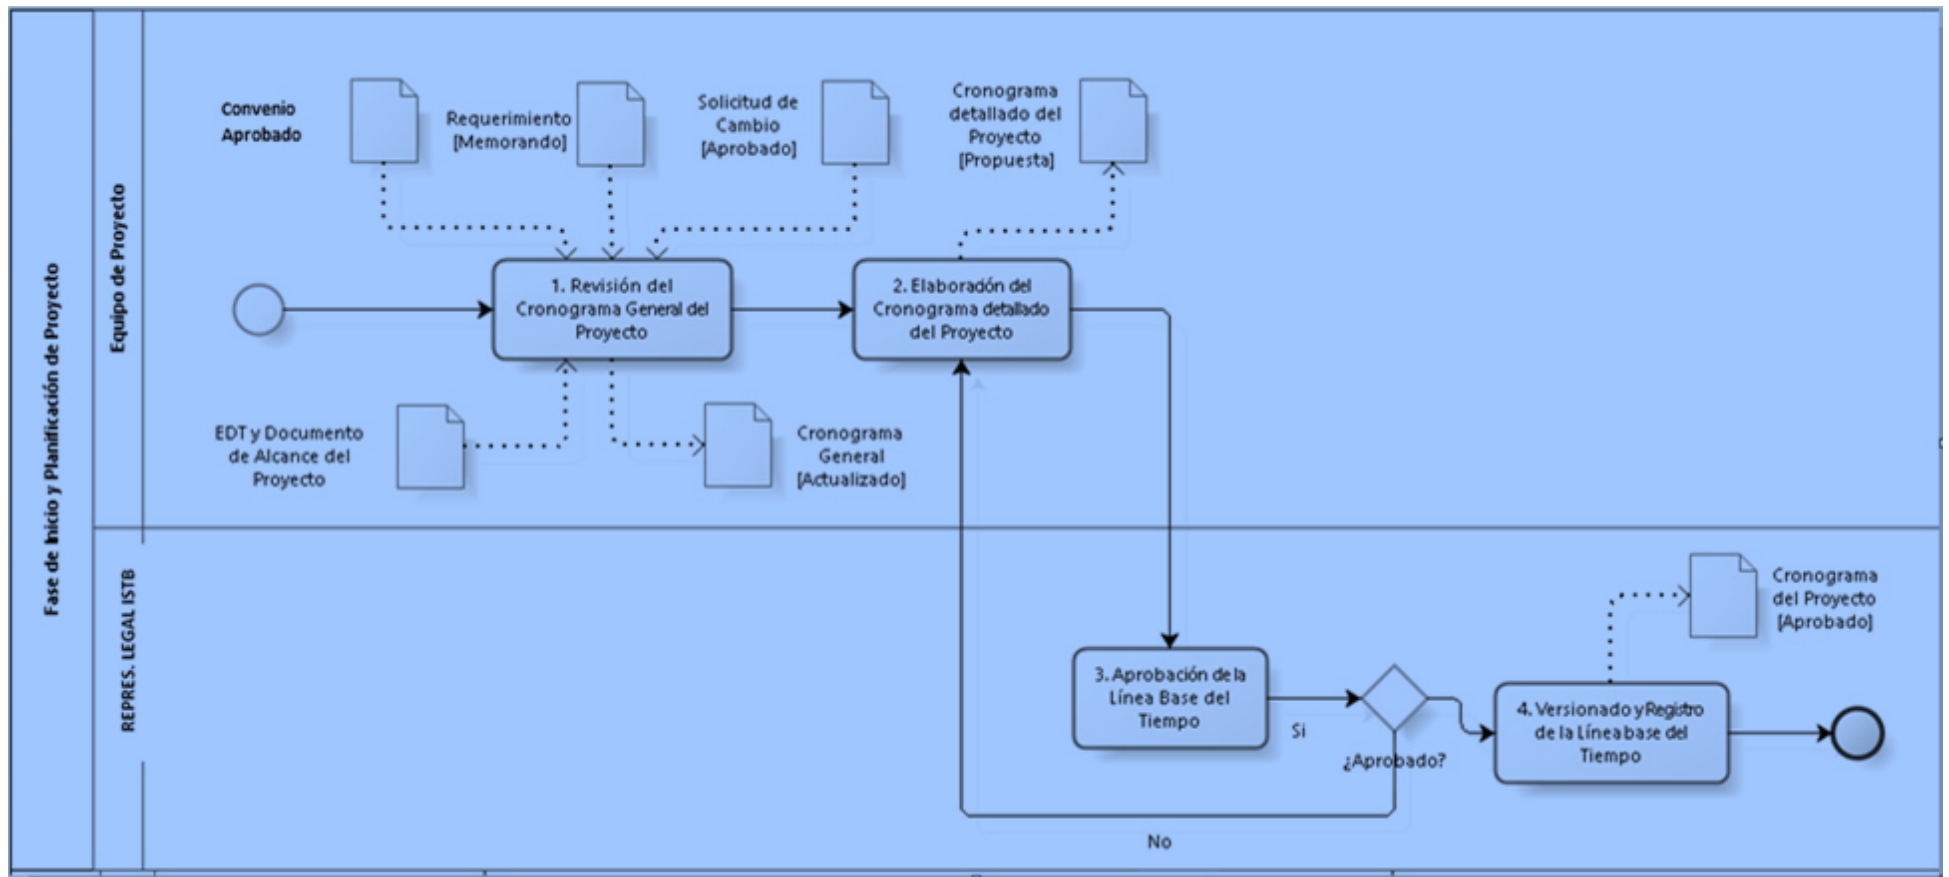 Fase de Inicio y Planificación de Proyecto
Equipo de Proyecto
Convenio
Aprobado
Requerimiento
[Memorando]
Solicitud de
Cambio
[Aprobado]
Cronograma
detallado del
Proyecto
[Propuesta]
1. Revisión del
Cronograma General del
Proyecto
2. Elaboración del
Cronograma detallado
del Proyecto
EDT y Documento
de Alcance del
Proyecto
Cronograma
General
[Actualizado]
REPRES. LEGAL ISTB
Cronograma
del Proyecto
[Aprobado]
3. Aprobación de la
Línea Base del
Tiempo
Si
¿Aprobado?
4. Versionado y Registro
de la Línea base del
Tiempo
No